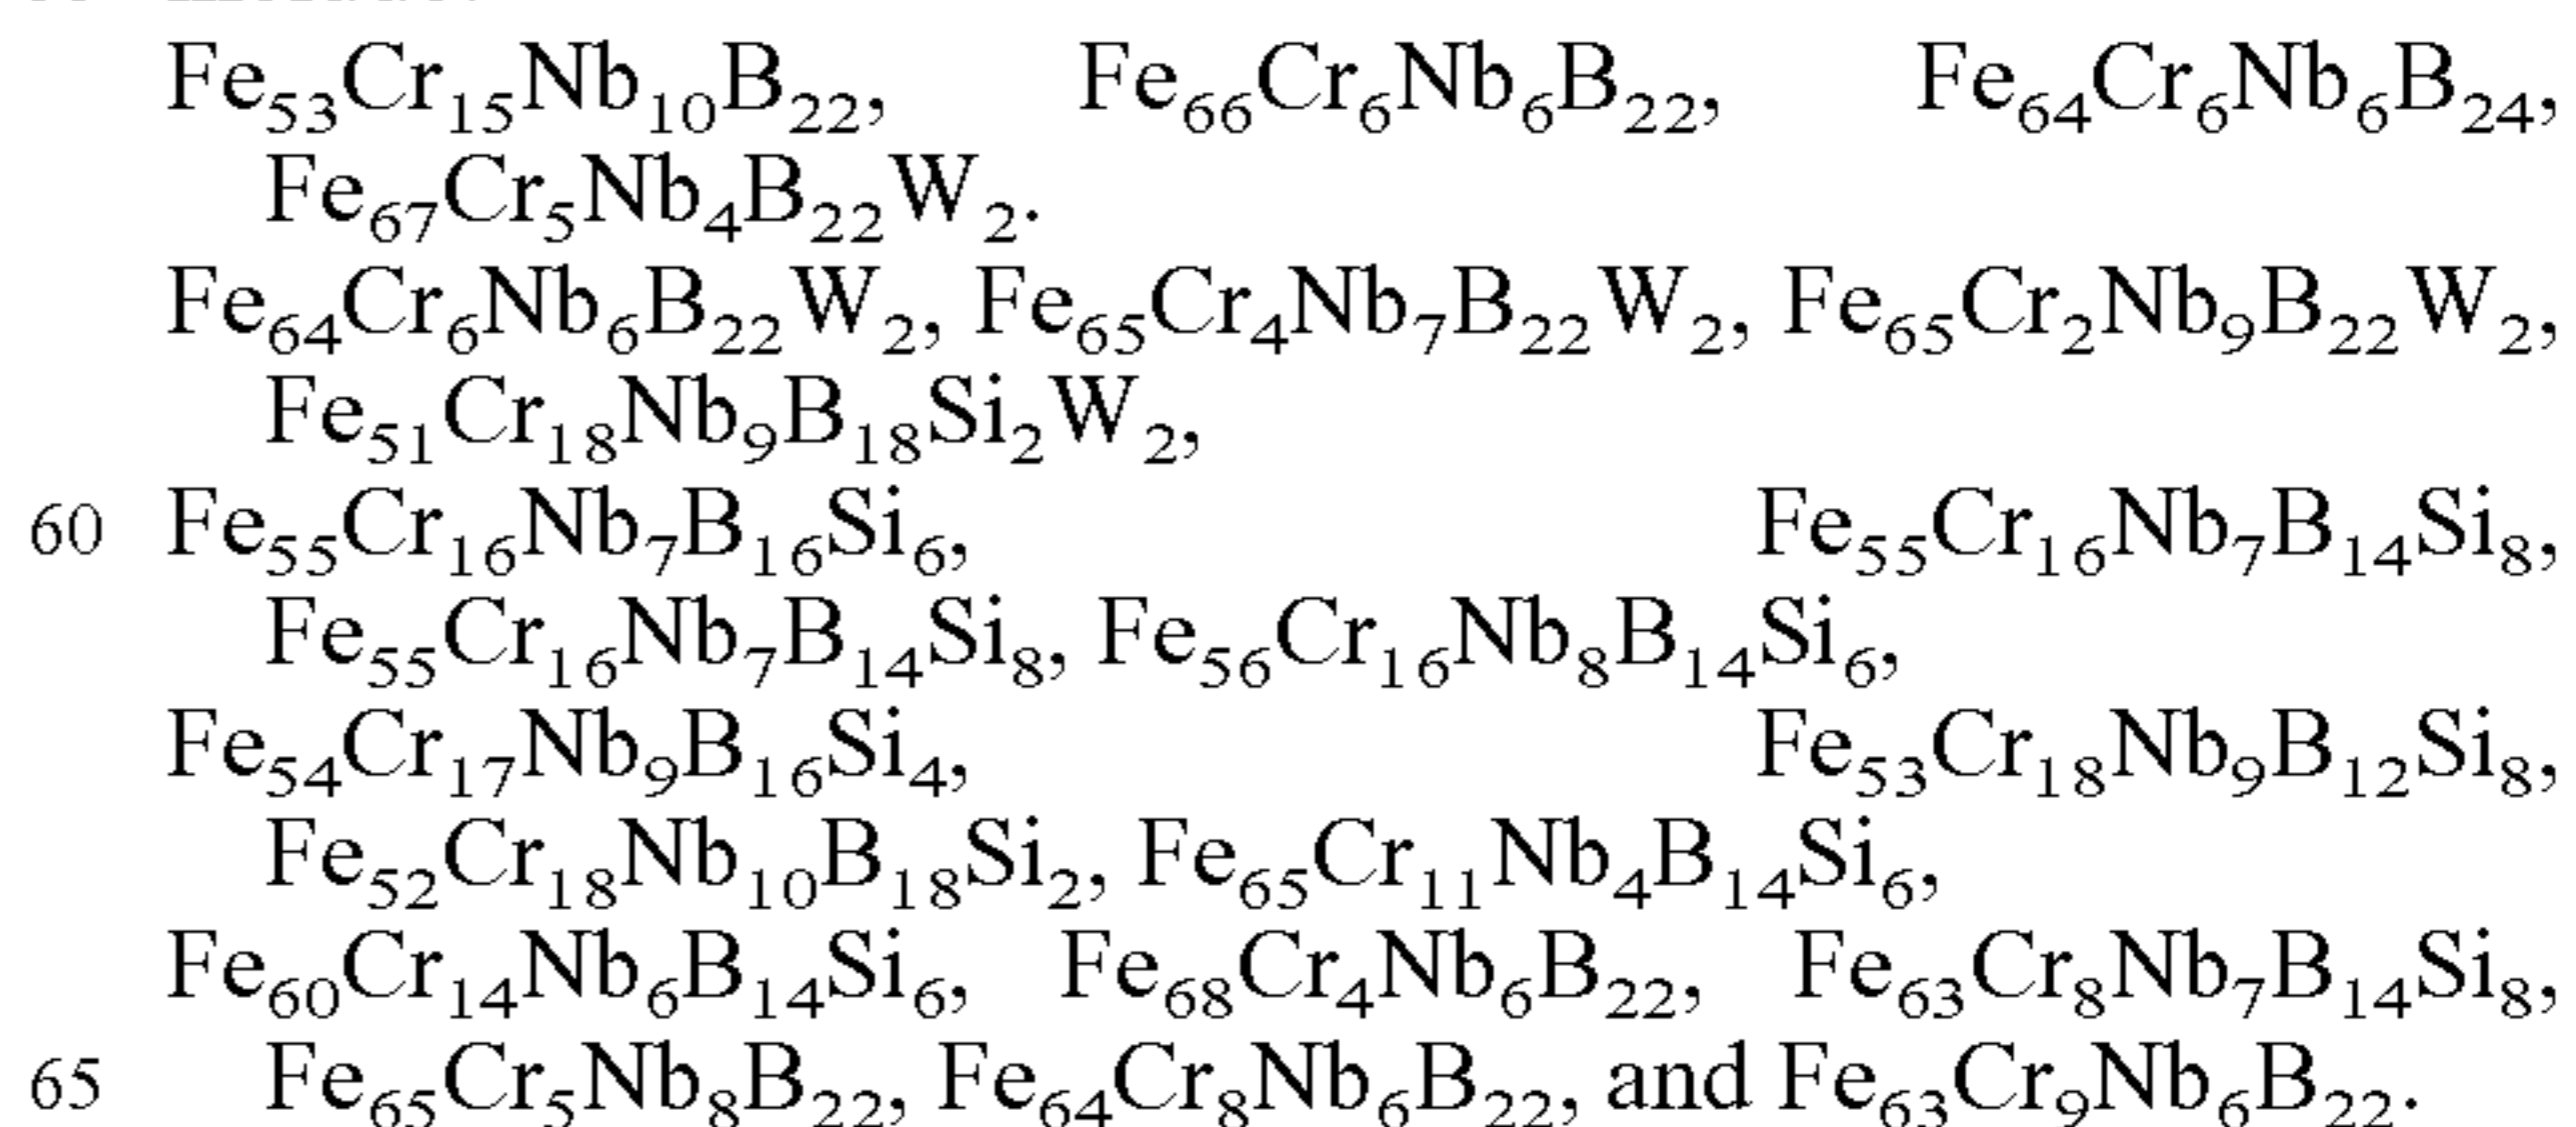 Fe₅₃Cr₁₅Nb₁₀B₂₂, Fe₆₆Cr₆Nb₆B₂₂, Fe₆₄Cr₆Nb₆B₂₄,
Fe₆₇Cr₅Nb₄B₂₂W₂.
Fe₆₄Cr₆Nb₆B₂₂W₂, Fe₆₅Cr₄Nb₇B₂₂W₂, Fe₆₅Cr₂Nb₉B₂₂W₂,
Fe₅₁Cr₁₈Nb₉B₁₈Si₂W₂,
60 Fe₅₅Cr₁₆Nb₇B₁₆Si₆, Fe₅₅Cr₁₆Nb₇B₁₄Si₈,
Fe₅₅Cr₁₆Nb₇B₁₄Si₈, Fe₅₆Cr₁₆Nb₈B₁₄Si₆,
Fe₅₄Cr₁₇Nb₉B₁₆Si₄, Fe₅₃Cr₁₈Nb₉B₁₂Si₈,
Fe₅₂Cr₁₈Nb₁₀B₁₈Si₂, Fe₆₅Cr₁₁Nb₄B₁₄Si₆,
Fe₆₀Cr₁₄Nb₆B₁₄Si₆, Fe₆₈Cr₄Nb₆B₂₂, Fe₆₃Cr₈Nb₇B₁₄Si₈,
65 Fe₆₅Cr₅Nb₈B₂₂, Fe₆₄Cr₈Nb₆B₂₂, and Fe₆₃Cr₉Nb₆B₂₂.